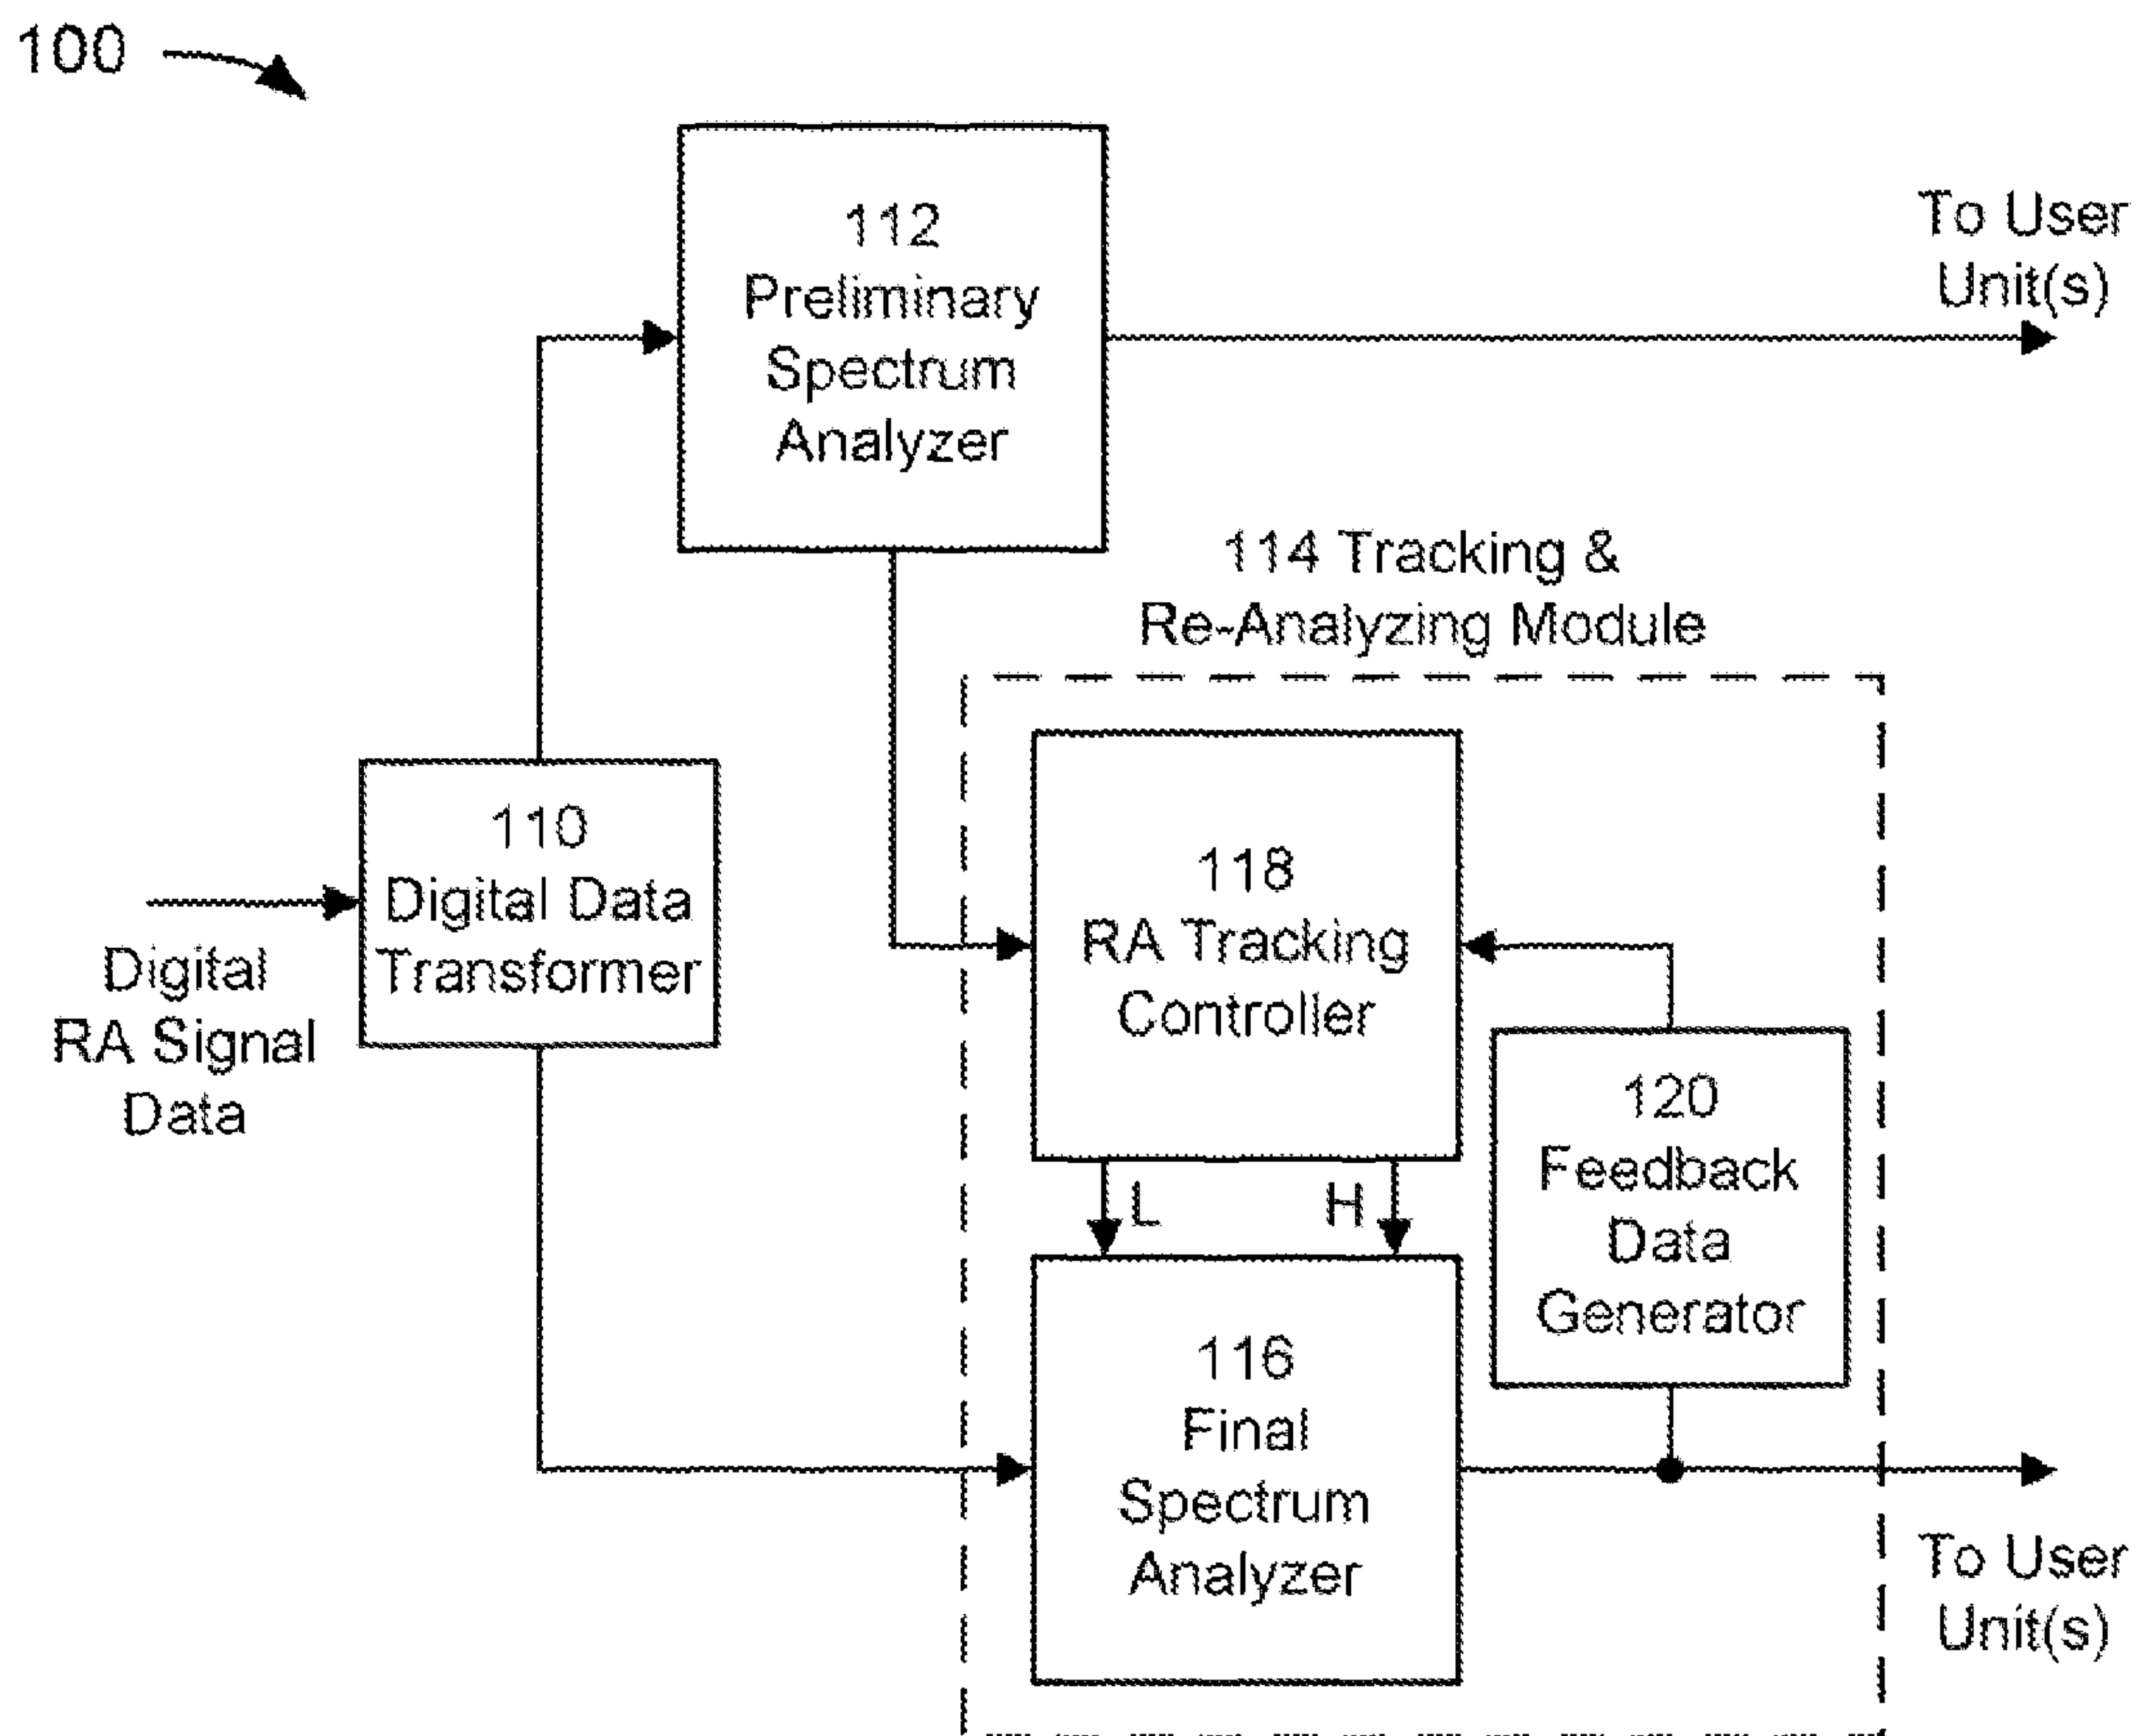 100
112
Preliminary
Spectrum
Analyzer
To User
Unit(s)
114 Tracking &
Re-Analyzing Module
110
Digital Data
Transformer
Digital
RA Signal
Data
118
RA Tracking
Controller
120
Feedback
Data
Generator
L
H
116
Final
Spectrum
Analyzer
To User
Unit(s)